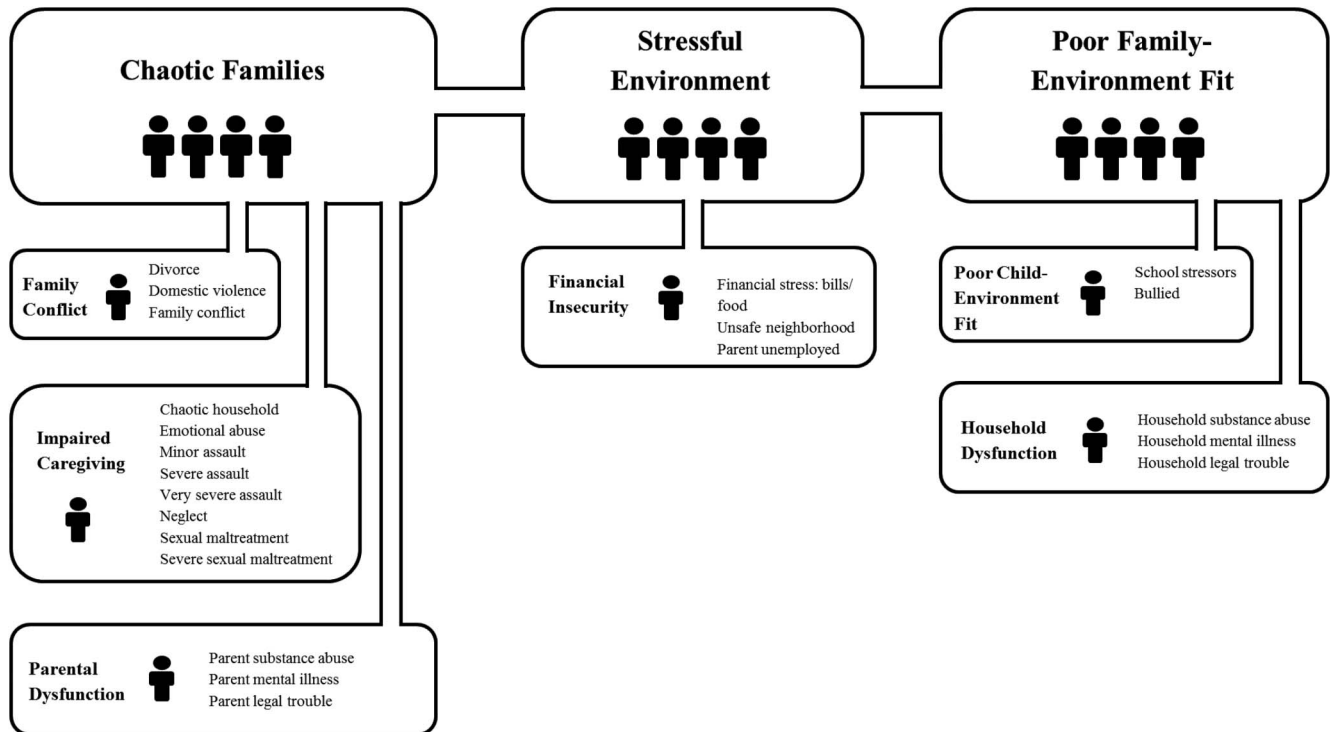 Chaotic Families
Stressful
Environment
Poor Family-
Environment Fit
Family
Conflict
Divorce
Domestic violence
Family conflict
Impaired
Caregiving
Chaotic household
Emotional abuse
Minor assault
Severe assault
Very severe assault
Neglect
Sexual maltreatment
Severe sexual maltreatment
Parental
Dysfunction
Parent substance abuse
Parent mental illness
Parent legal trouble
Financial
Insecurity
Financial stress: bills/
food
Unsafe neighborhood
Parent unemployed
Poor Child-
Environment
Fit
School stressors
Bullied
Household
Dysfunction
Household substance abuse
Household mental illness
Household legal trouble